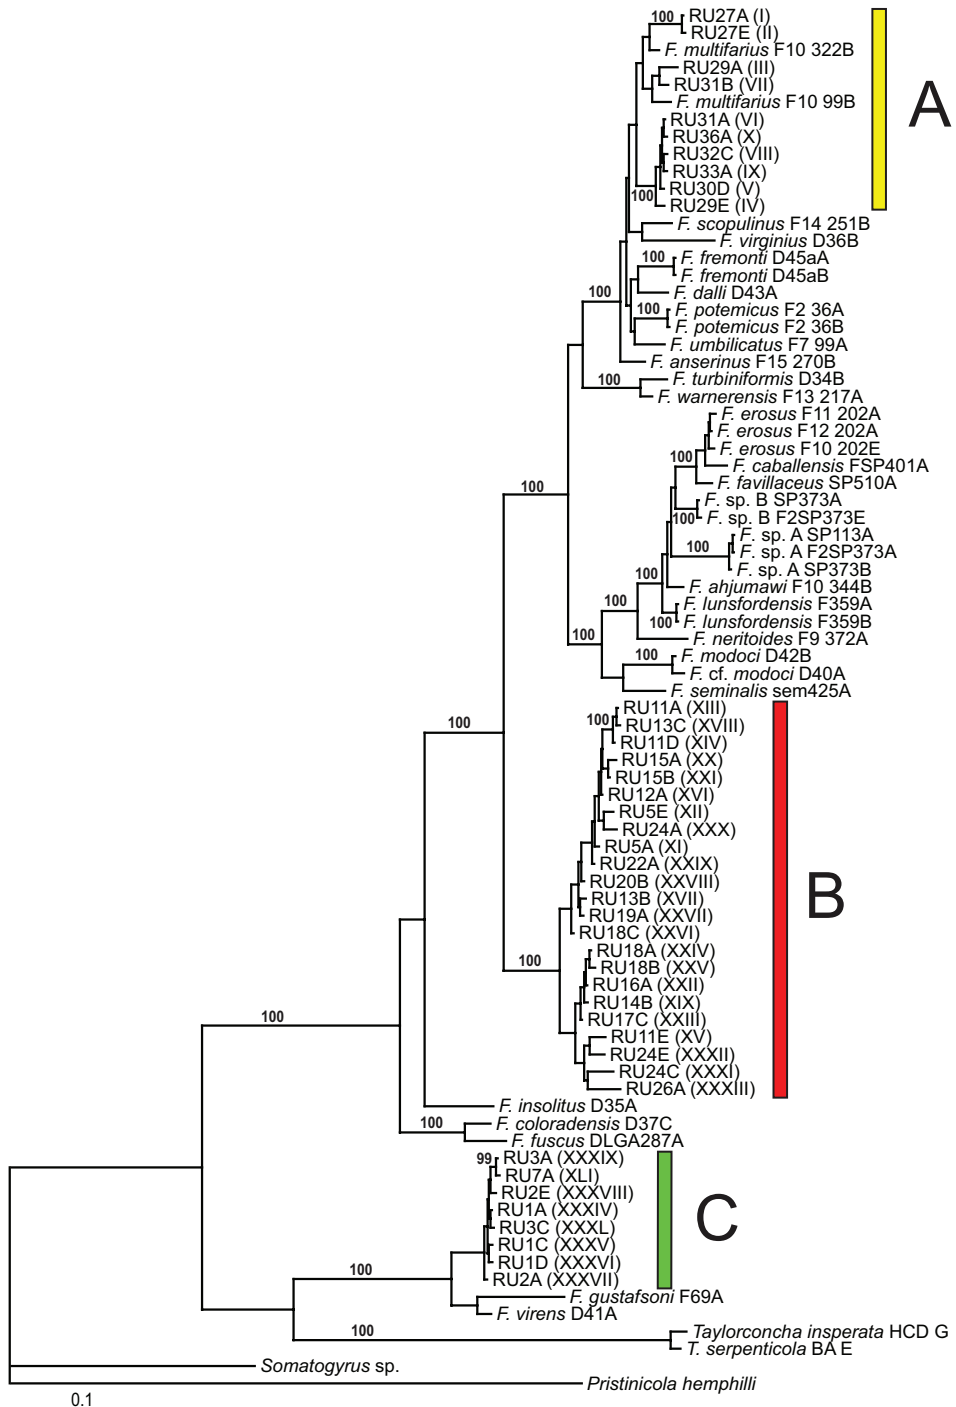 100 RU27A (I)
RU27E (II)
F. multifarius F10 322B
RU29A (III)
RU31B (VII)
F. multifarius F10 99B
A
RU31A (VI)
RU36A (X)
RU32C (VIII)
RU33A (IX)
RU30D (V)
100
RU29E (IV)
F. scopulinus F14 251B
F. virginius D36B
100 F. fremonti D45aA
F. fremonti D45aB
100 F. dalli D43A
100 F. potemicus F2 36A
F. potemicus F2 36B
F. umbilicatus F7 99A
F. anserinus F15 270B
100 F. turbiniformis D34B
F. warnerensis F13 217A
F. erosus F11 202A
F. erosus F12 202A
F. erosus F10 202E
100 F. caballensis FSP401A
F. favillaceus SP510A
100
F. sp. B SP373A
100 F. sp. B F2SP373E
F. sp. A SP113A
100 F. sp. A F2SP373A
F. sp. A SP373B
100 F. ahjumawi F10 344B
100 F. lunsfordensis F359A
100 F. lunsfordensis F359B
100 F. neritoides F9 372A
100 F. modoci D42B
F. cf. modoci D40A
F. seminalis sem425A
RU11A (XIII)
100 RU13C (XVIII)
100 RU11D (XIV)
RU15A (XX)
RU15B (XXI)
RU12A (XVI)
RU5E (XII)
RU24A (XXX)
RU5A (XI)
RU22A (XXIX)
RU20B (XXVIII)
B
RU13B (XVII)
RU19A (XXVII)
RU18C (XXVI)
RU18A (XXIV)
100 RU18B (XXV)
RU16A (XXII)
RU14B (XIX)
100 RU17C (XXIII)
RU11E (XV)
RU24E (XXXII)
RU24C (XXXI)
RU26A (XXXIII)
F. insolitus D35A
100 F. coloradensis D37C
F. fuscus DLGA287A
99 RU3A (XXXIX)
RU7A (XLI)
RU2E (XXXVIII)
RU1A (XXXIV)
C
RU3C (XXXL)
RU1C (XXXV)
RU1D (XXXVI)
100 RU2A (XXXVII)
F. gustafsoni F69A
F. virens D41A
100 Taylorconcha insperata HCD G
T. serpenticola BA E
Somatogyrus sp.
Pristinicola hemphilli
0.1